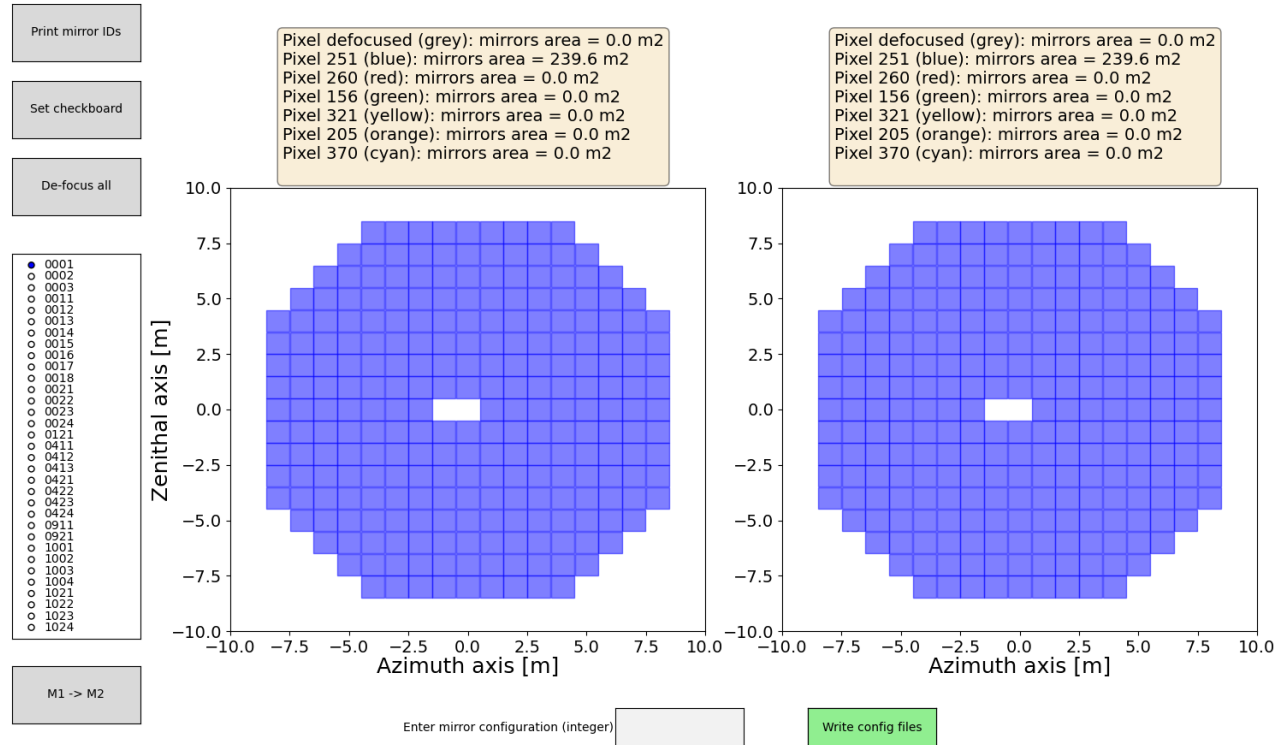 Print mirror IDs
Set checkboard
De-focus all
0001
0002
0003
0011
0012
0013
0014
0015
0016
0017
0018
0021
0022
0023
0024
0121
0411
0412
0413
0421
0422
0423
0424
0911
0921
1001
1002
1003
1004
1021
1022
1023
1024
M1 -> M2
Pixel defocused (grey): mirrors area = 0.0 m2
Pixel 251 (blue): mirrors area = 239.6 m2
Pixel 260 (red): mirrors area = 0.0 m2
Pixel 156 (green): mirrors area = 0.0 m2
Pixel 321 (yellow): mirrors area = 0.0 m2
Pixel 205 (orange): mirrors area = 0.0 m2
Pixel 370 (cyan): mirrors area = 0.0 m2
10.0
7.5
5.0
2.5
0.0
−2.5
−5.0
−7.5
−10.0
Zenithal axis [m]
−10.0 −7.5 −5.0 −2.5 0.0 2.5 5.0 7.5 10.0
Azimuth axis [m]
Pixel defocused (grey): mirrors area = 0.0 m2
Pixel 251 (blue): mirrors area = 239.6 m2
Pixel 260 (red): mirrors area = 0.0 m2
Pixel 156 (green): mirrors area = 0.0 m2
Pixel 321 (yellow): mirrors area = 0.0 m2
Pixel 205 (orange): mirrors area = 0.0 m2
Pixel 370 (cyan): mirrors area = 0.0 m2
10.0
7.5
5.0
2.5
0.0
−2.5
−5.0
−7.5
−10.0
−10.0 −7.5 −5.0 −2.5 0.0 2.5 5.0 7.5 10.0
Azimuth axis [m]
Enter mirror configuration (integer)
Write config files